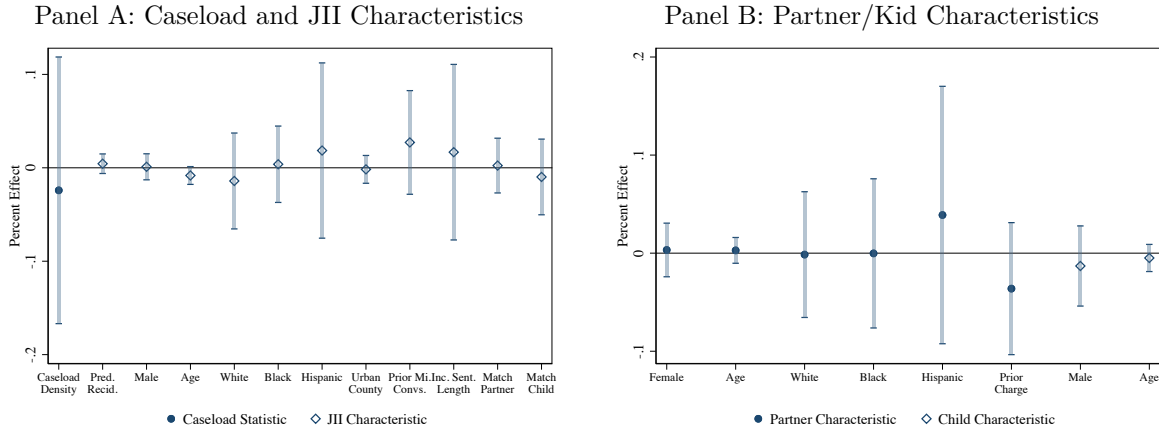 Panel A: Caseload and JII Characteristics
Percent Effect
.1
0
-.1
-.2
Caseload Density
Pred. Recid.
Male
Age
White
Black
Hispanic
Urban County
Prior Mi. Convs.
Inc. Sent. Length
Match Partner
Match Child
Caseload Statistic
JII Characteristic
Panel B: Partner/Kid Characteristics
Percent Effect
.2
.1
0
-.1
Female
Age
White
Black
Hispanic
Prior Charge
Male
Age
Partner Characteristic
Child Characteristic